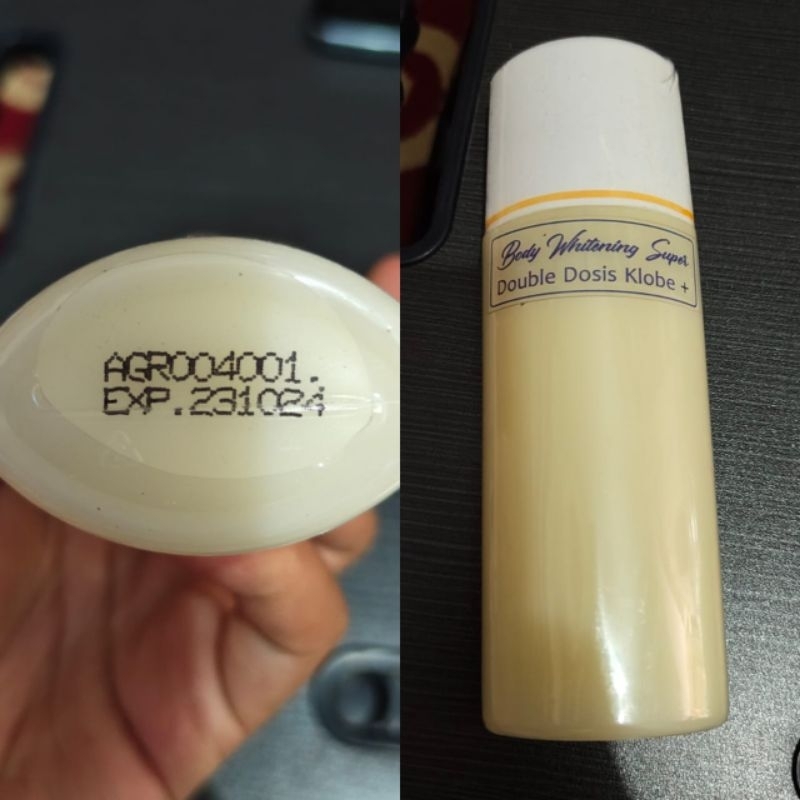 AGR004001.
EXP.231024
Body Whitening Super
Double Dosis Klobe +